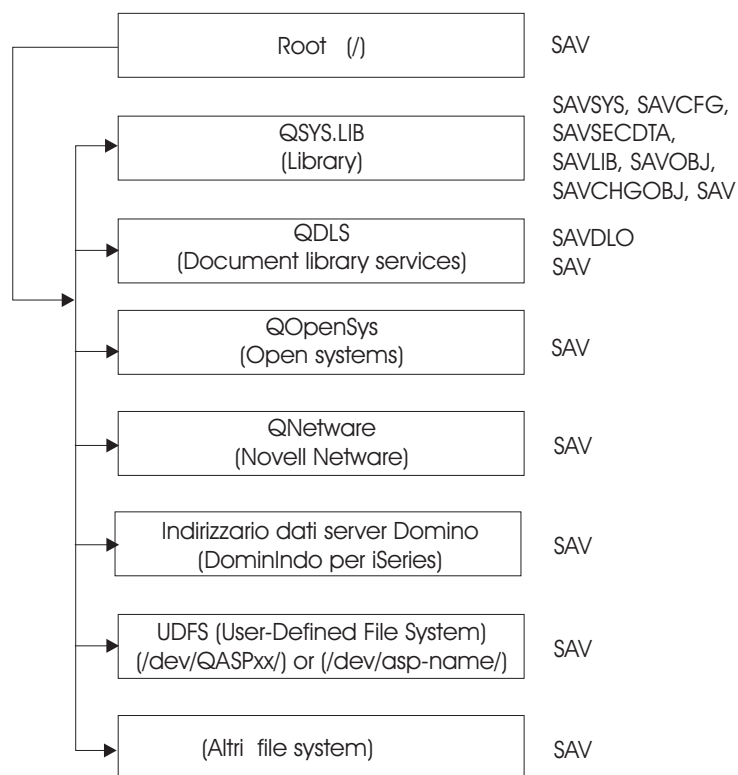 Root (/)
SAV
QSYS.LIB
(Library)
SAVSYS, SAVCFG,
SAVSECDTA,
SAVLIB, SAVOBJ,
SAVCHGOBJ, SAV
QDLS
(Document library services)
SAVDLO
SAV
QOpenSys
(Open systems)
SAV
QNetware
(Novell Netware)
SAV
Indirizzario dati server Domino
(DominIndo per iSeries)
SAV
UDFS (User-Defined File System)
(/dev/QASPxx/) or (/dev/asp-name/)
SAV
(Altri file system)
SAV